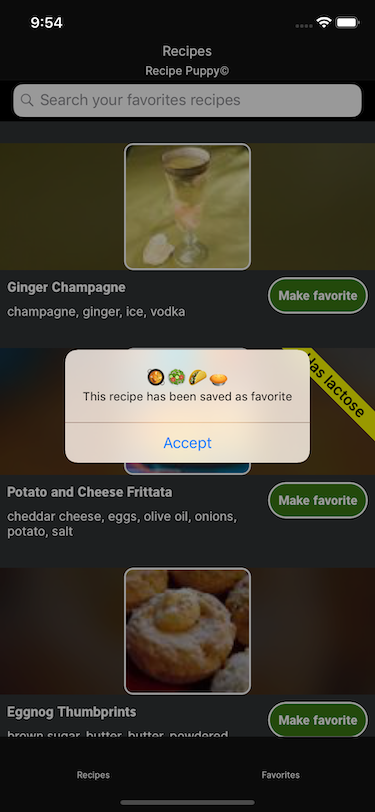 9:54
Recipes
Recipe Puppy©
Search your favorites recipes
Ginger Champagne
Make favorite
champagne, ginger, ice, vodka
Has lactose
This recipe has been saved as favorite
Accept
Potato and Cheese Frittata
Make favorite
cheddar cheese, eggs, olive oil, onions,
potato, salt
Eggnog Thumbprints
Make favorite
brown sugar, butter, butter, powdered
Recipes
Favorites